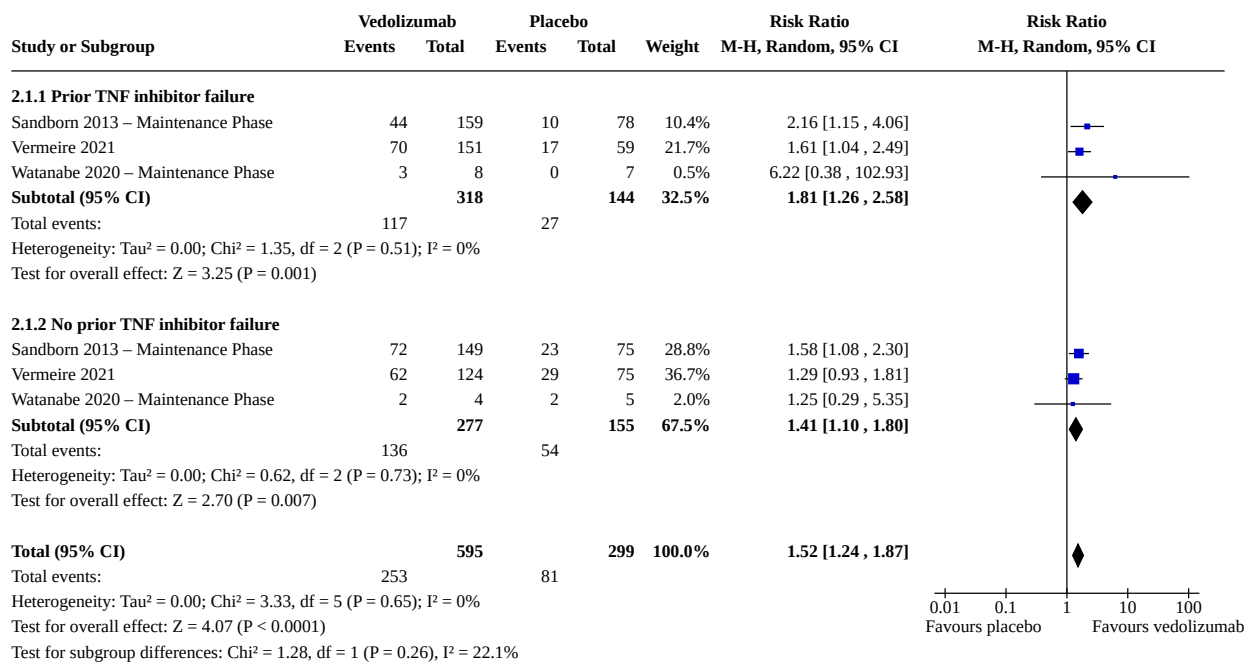 Vedolizumab Placebo Risk Ratio Risk Ratio
Study or Subgroup Events Total Events Total Weight M-H, Random, 95% CI M-H, Random, 95% CI
2.1.1 Prior TNF inhibitor failure
Sandborn 2013 – Maintenance Phase 44 159 10 78 10.4% 2.16 [1.15 , 4.06]
Vermeire 2021 70 151 17 59 21.7% 1.61 [1.04 , 2.49]
Watanabe 2020 – Maintenance Phase 3 8 0 7 0.5% 6.22 [0.38 , 102.93]
Subtotal (95% CI) 318 144 32.5% 1.81 [1.26 , 2.58]
Total events: 117 27
Heterogeneity: Tau² = 0.00; Chi² = 1.35, df = 2 (P = 0.51); I² = 0%
Test for overall effect: Z = 3.25 (P = 0.001)
2.1.2 No prior TNF inhibitor failure
Sandborn 2013 – Maintenance Phase 72 149 23 75 28.8% 1.58 [1.08 , 2.30]
Vermeire 2021 62 124 29 75 36.7% 1.29 [0.93 , 1.81]
Watanabe 2020 – Maintenance Phase 2 4 2 5 2.0% 1.25 [0.29 , 5.35]
Subtotal (95% CI) 277 155 67.5% 1.41 [1.10 , 1.80]
Total events: 136 54
Heterogeneity: Tau² = 0.00; Chi² = 0.62, df = 2 (P = 0.73); I² = 0%
Test for overall effect: Z = 2.70 (P = 0.007)
Total (95% CI) 595 299 100.0% 1.52 [1.24 , 1.87]
Total events: 253 81
Heterogeneity: Tau² = 0.00; Chi² = 3.33, df = 5 (P = 0.65); I² = 0%
Test for overall effect: Z = 4.07 (P < 0.0001)
Test for subgroup differences: Chi² = 1.28, df = 1 (P = 0.26), I² = 22.1%
0.01 0.1 1 10 100
Favours placebo Favours vedolizumab